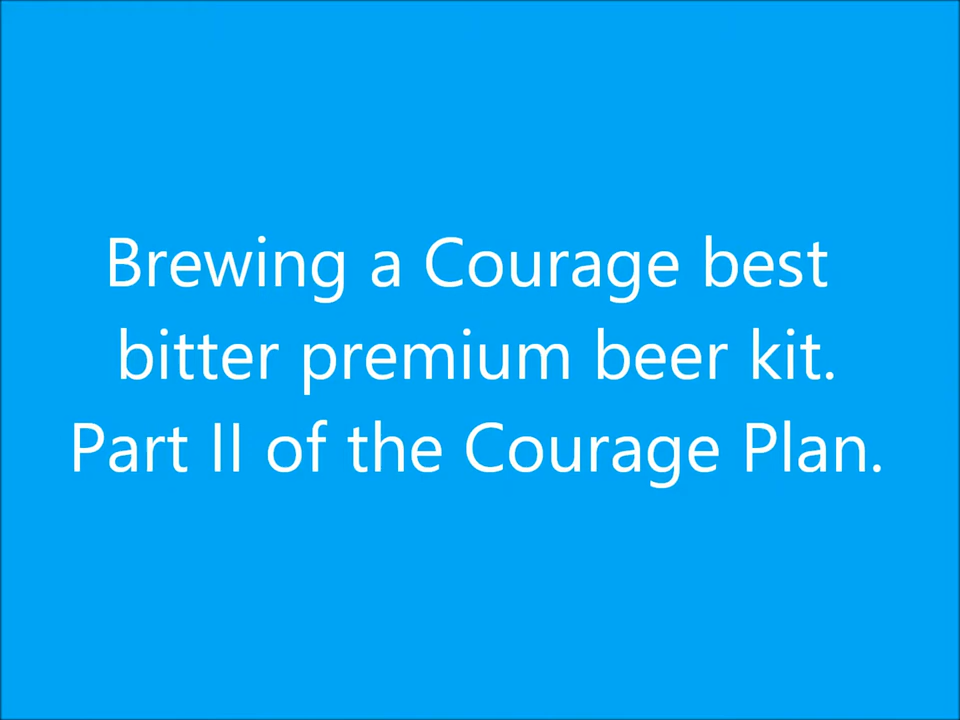 Brewing a Courage best
bitter premium beer kit.
Part II of the Courage Plan.